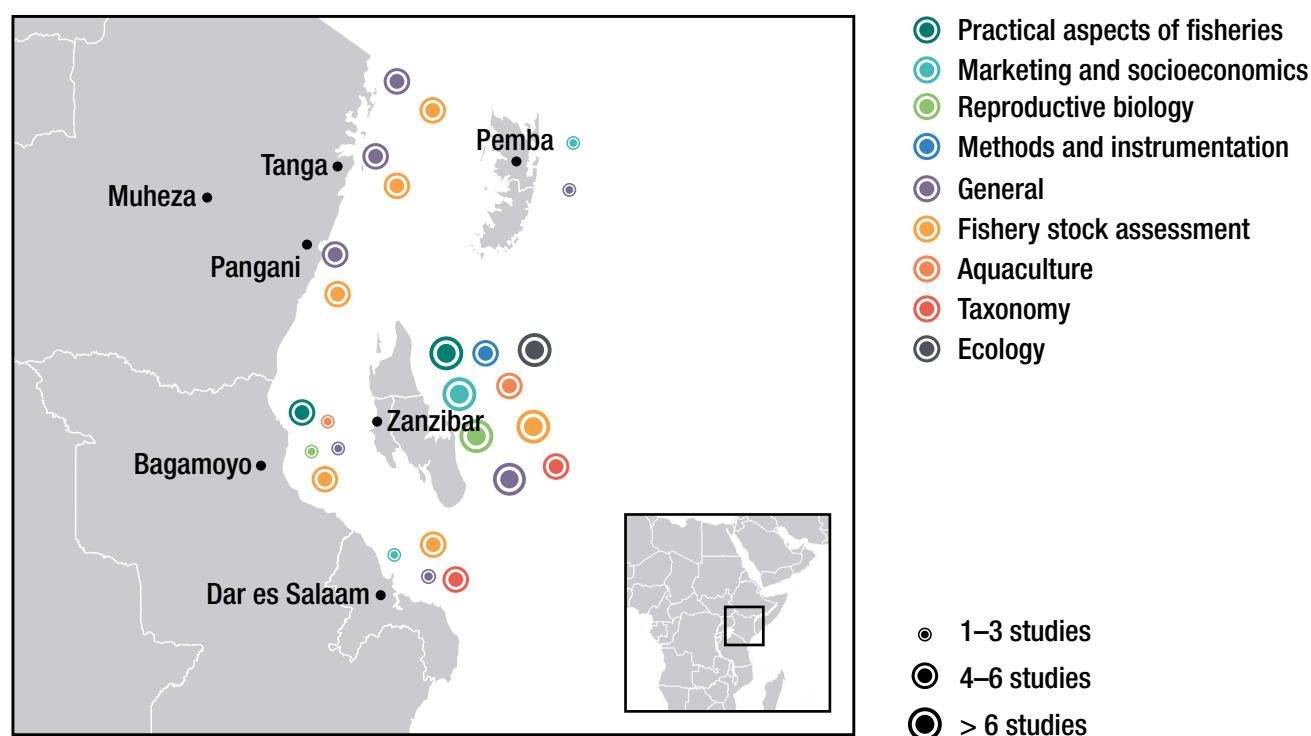 Practical aspects of fisheries
Marketing and socioeconomics
Reproductive biology
Methods and instrumentation
General
Fishery stock assessment
Aquaculture
Taxonomy
Ecology
Pemba
Tanga
Muheza
Pangani
Zanzibar
Bagamoyo
Dar es Salaam
1–3 studies
4–6 studies
> 6 studies